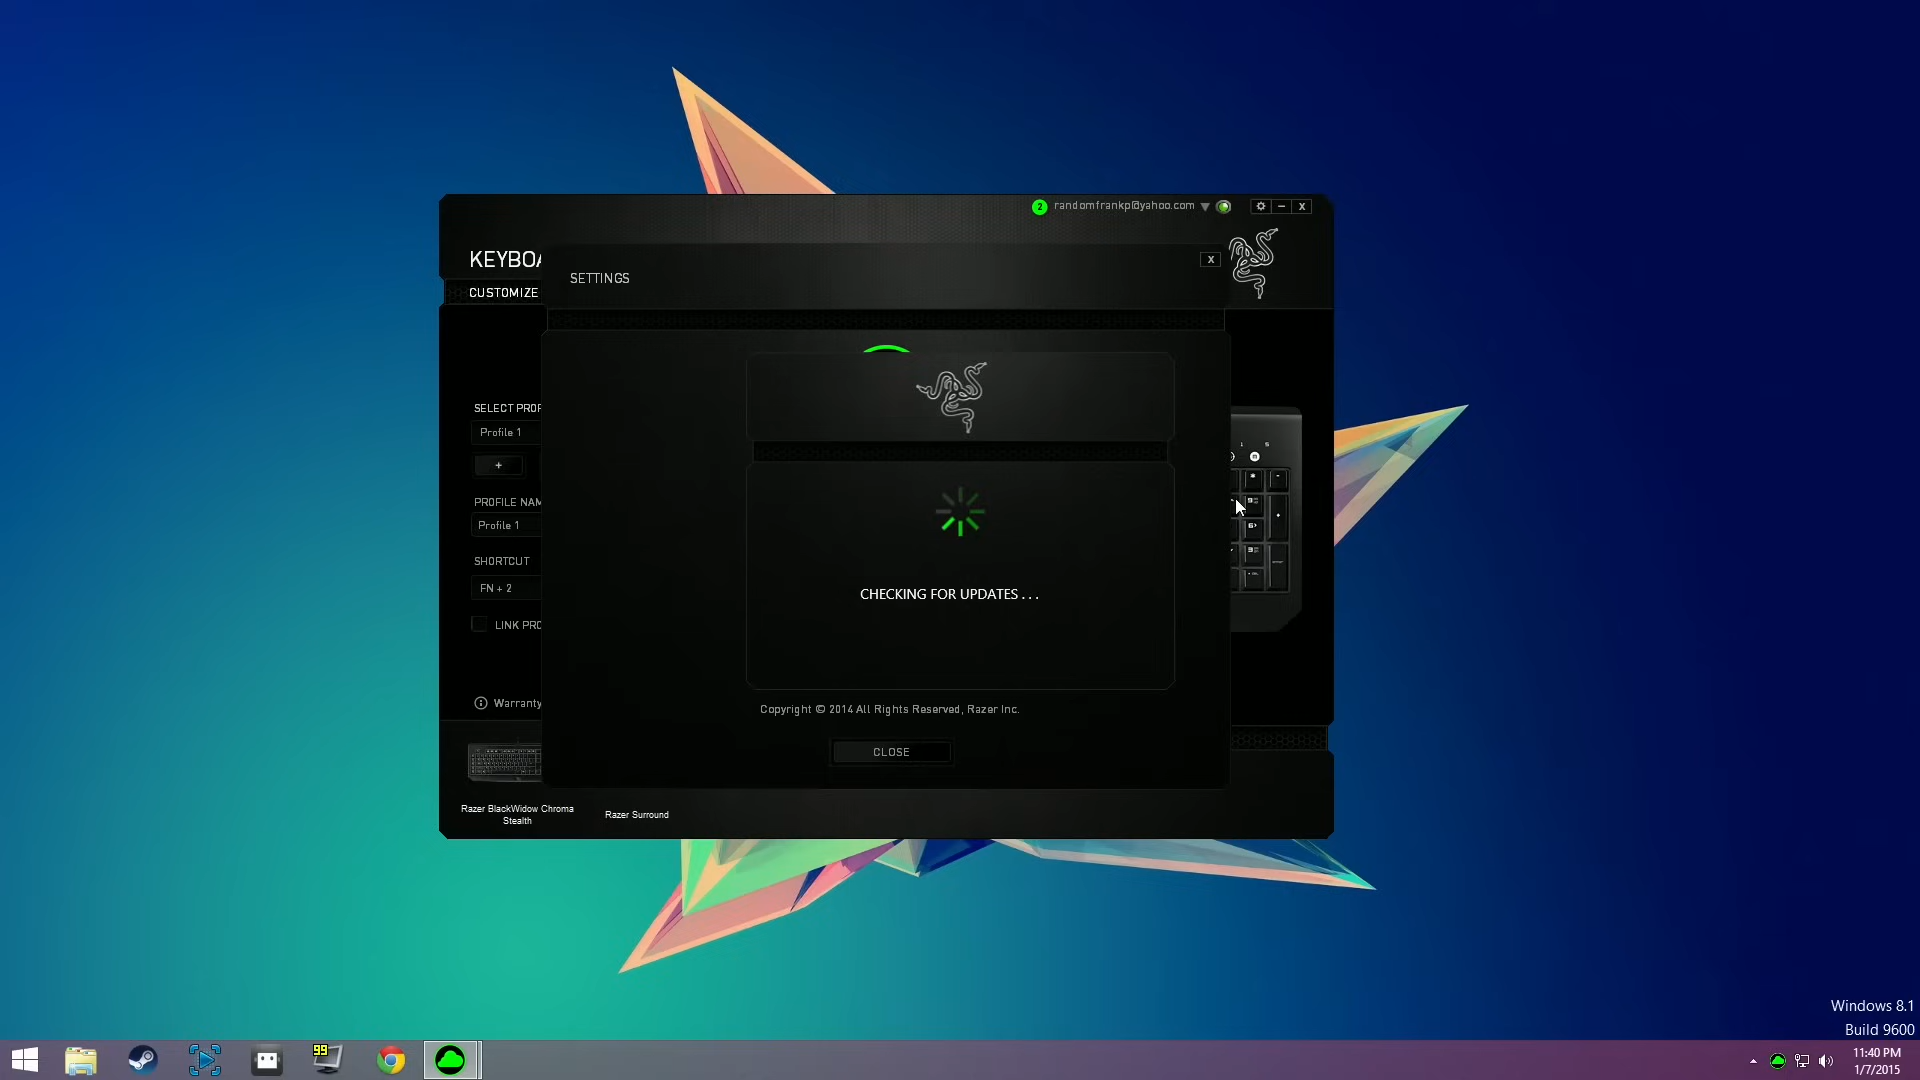 2 randomfrankp@yahoo.com
X
KEYBOA
SETTINGS
X
CUSTOMIZE
SELECT PROF
Profile 1
+
PROFILE NAM
Profile 1
SHORTCUT
FN + 2
LINK PRO
CHECKING FOR UPDATES . . .
Warranty
Copyright © 2014 All Rights Reserved, Razer Inc.
CLOSE
Razer BlackWidow Chroma
Stealth
Razer Surround
Windows 8.1
Build 9600
99
11:40 PM
1/7/2015